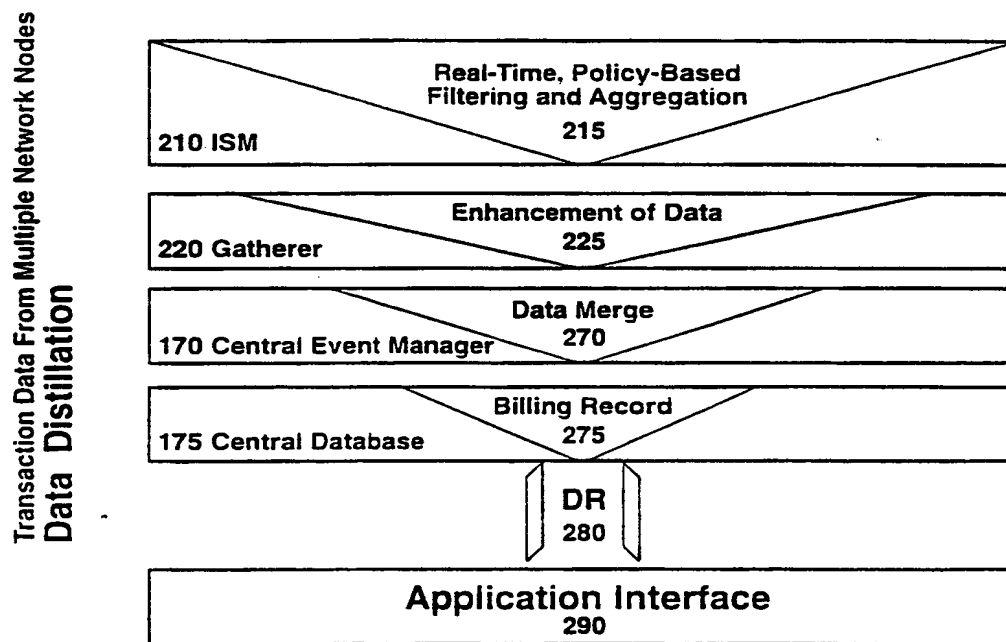 Transaction Data From Multiple Network Nodes
Data Distillation
Real-Time, Policy-Based
Filtering and Aggregation
215
210 ISM
Enhancement of Data
225
220 Gatherer
Data Merge
270
170 Central Event Manager
Billing Record
275
175 Central Database
DR
280
Application Interface
290